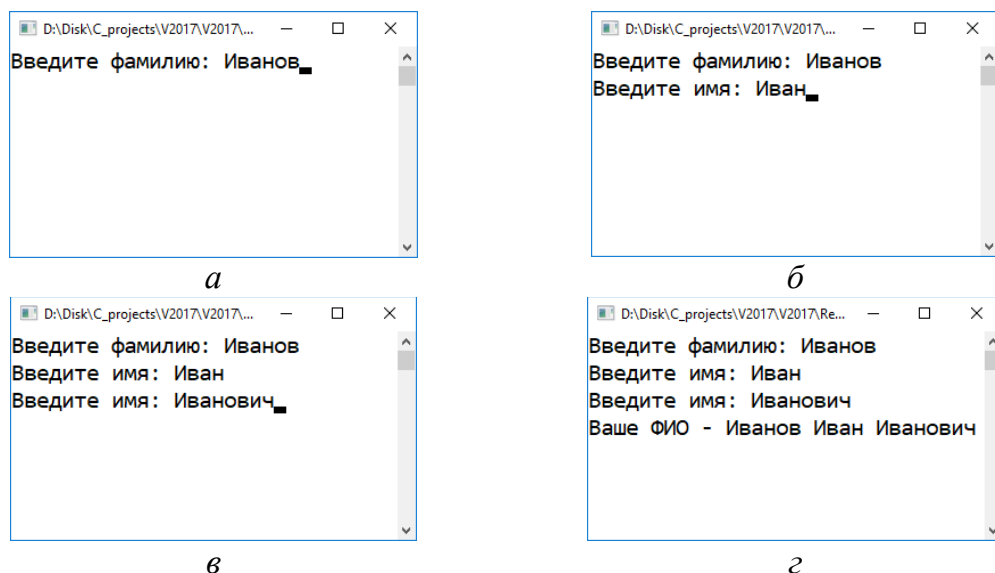 D:\Disk\C_projects\V2017\V2017\...
Введите фамилию: Иванов
а
D:\Disk\C_projects\V2017\V2017\...
Введите фамилию: Иванов
Введите имя: Иван
б
D:\Disk\C_projects\V2017\V2017\...
Введите фамилию: Иванов
Введите имя: Иван
Введите имя: Иванович
в
D:\Disk\C_projects\V2017\V2017\Re...
Введите фамилию: Иванов
Введите имя: Иван
Введите имя: Иванович
Ваше ФИО - Иванов Иван Иванович
г